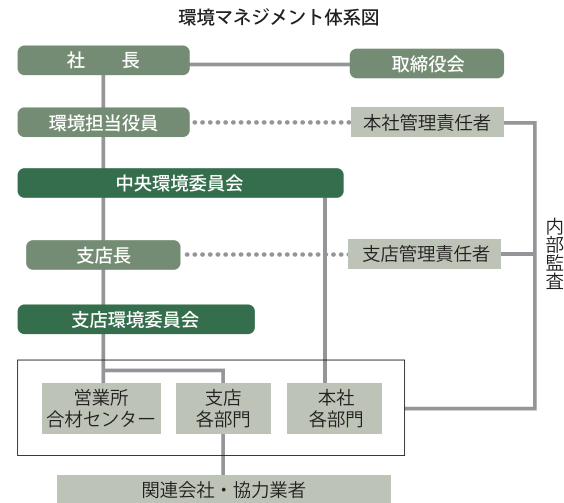 環境マネジメント体系図
社　長
取締役会
環境担当役員
本社管理責任者
中央環境委員会
支店長
支店管理責任者
内部監査
支店環境委員会
営業所
合材センター
支店
各部門
本社
各部門
関連会社・協力業者